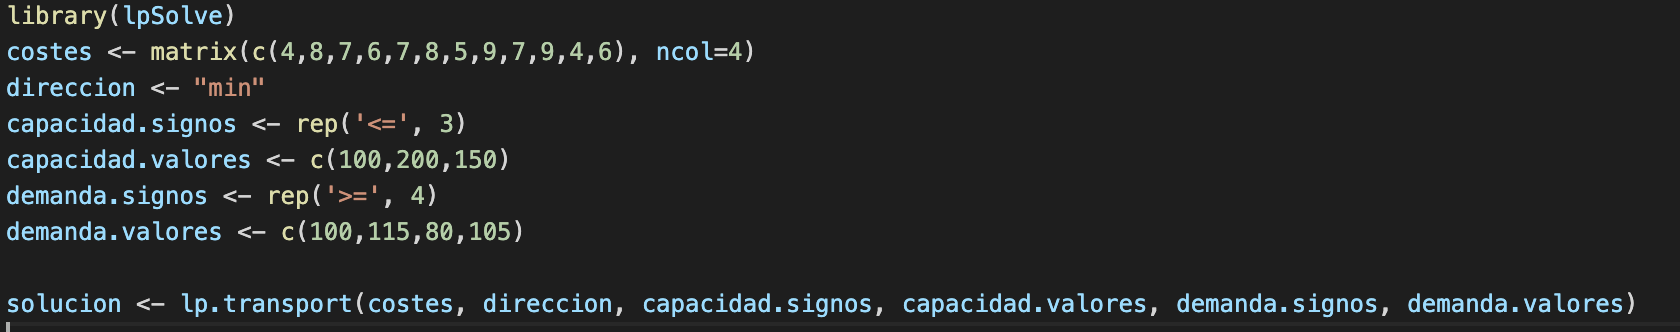 library(lpSolve)
costes <- matrix(c(4,8,7,6,7,8,5,9,7,9,4,6), ncol=4)
direccion <- "min"
capacidad.signos <- rep('<=', 3)
capacidad.valores <- c(100,200,150)
demanda.signos <- rep('>=', 4)
demanda.valores <- c(100,115,80,105)
solucion <- lp.transport(costes, direccion, capacidad.signos, capacidad.valores, demanda.signos, demanda.valores)